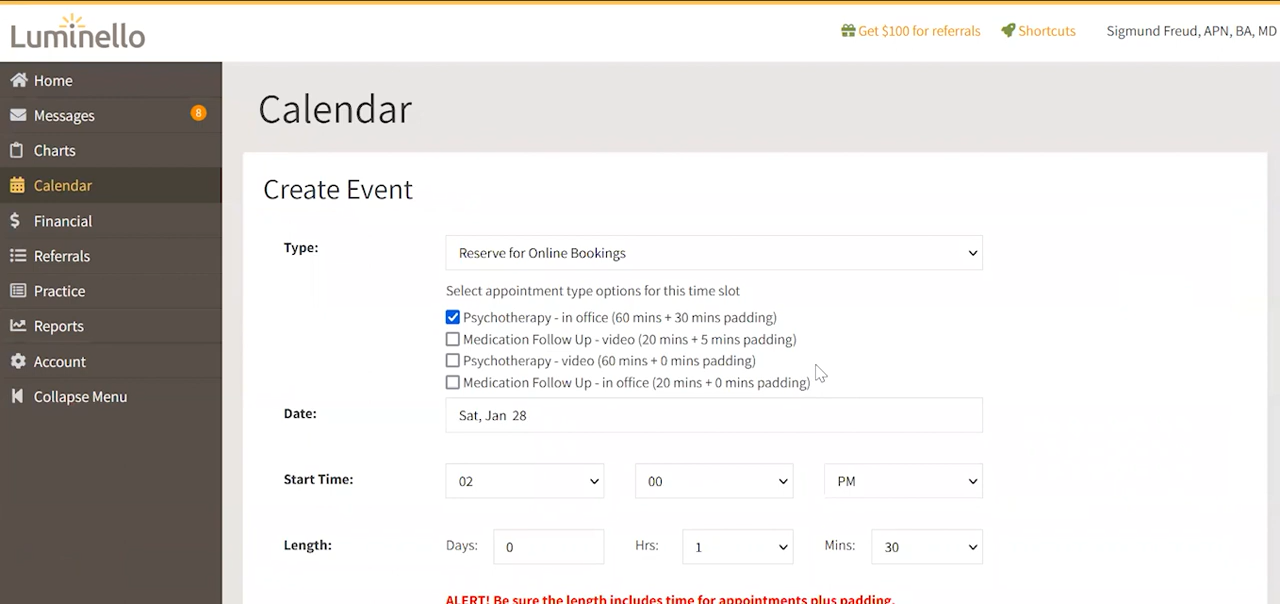 Luminello
Get $100 for referrals
Shortcuts
Sigmund Freud, APN, BA, MD
Home
Messages
8
Charts
Calendar
Financial
Referrals
Practice
Reports
Account
Collapse Menu
Calendar
Create Event
Type:
Reserve for Online Bookings
Select appointment type options for this time slot
Psychotherapy - in office (60 mins + 30 mins padding)
Medication Follow Up - video (20 mins + 5 mins padding)
Psychotherapy - video (60 mins + 0 mins padding)
Medication Follow Up - in office (20 mins + 0 mins padding)
Date:
Sat, Jan 28
Start Time:
02
00
PM
Length:
Days:
0
Hrs:
1
Mins:
30
ALERT! Be sure the length includes time for appointments plus padding.